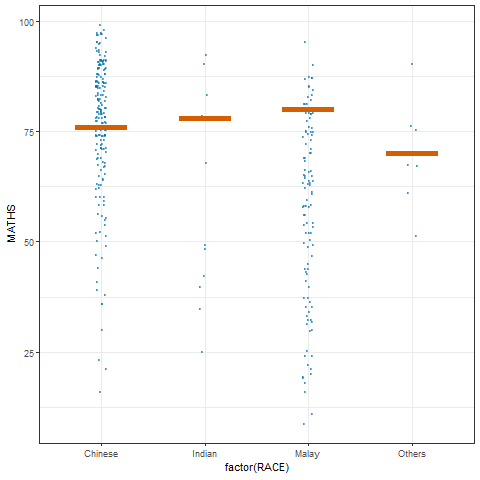 100
75
50
25
MATHS
Chinese
Indian
Malay
Others
factor(RACE)